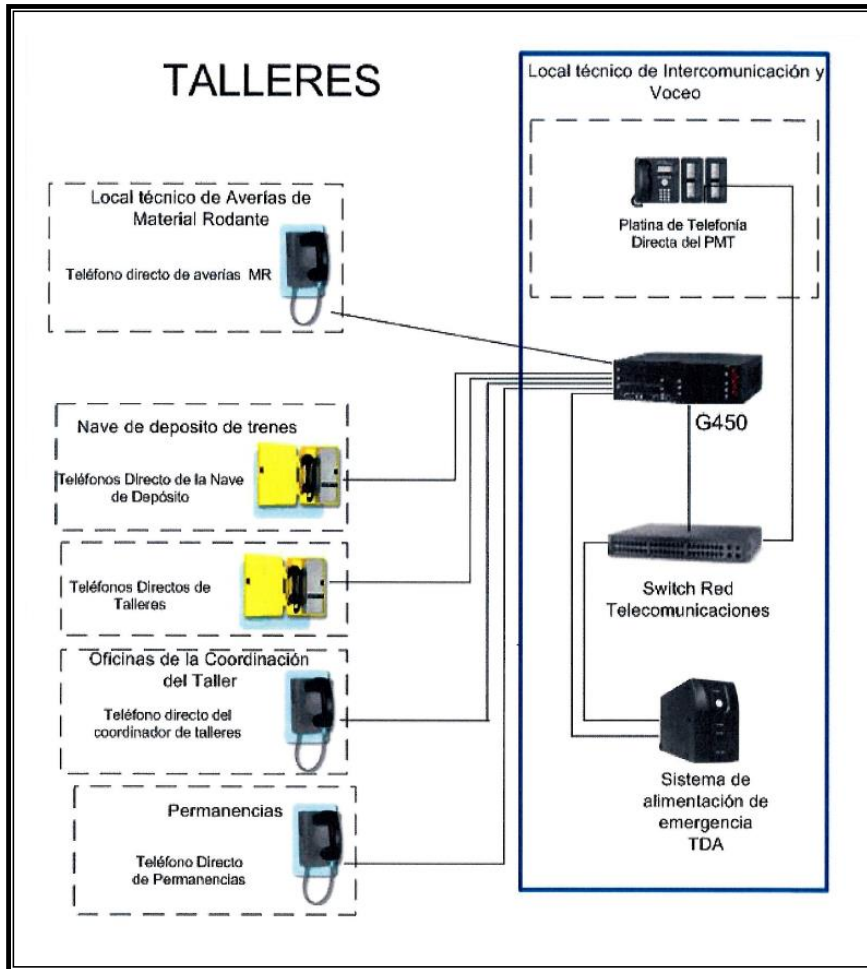 TALLERES
Local técnico de Intercomunicación y
Voceo
Platina de Telefonía
Directa del PMT
Local técnico de Averías de
Material Rodante
Teléfono directo de averías MR
G450
Nave de deposito de trenes
Teléfonos Directo de la Nave
de Depósito
Teléfonos Directos de
Talleres
Switch Red
Telecomunicaciones
Oficinas de la Coordinación
del Taller
Teléfono directo del
coordinador de talleres
Sistema de
alimentación de
emergencia
TDA
Permanencias
Teléfono Directo
de Permanencias